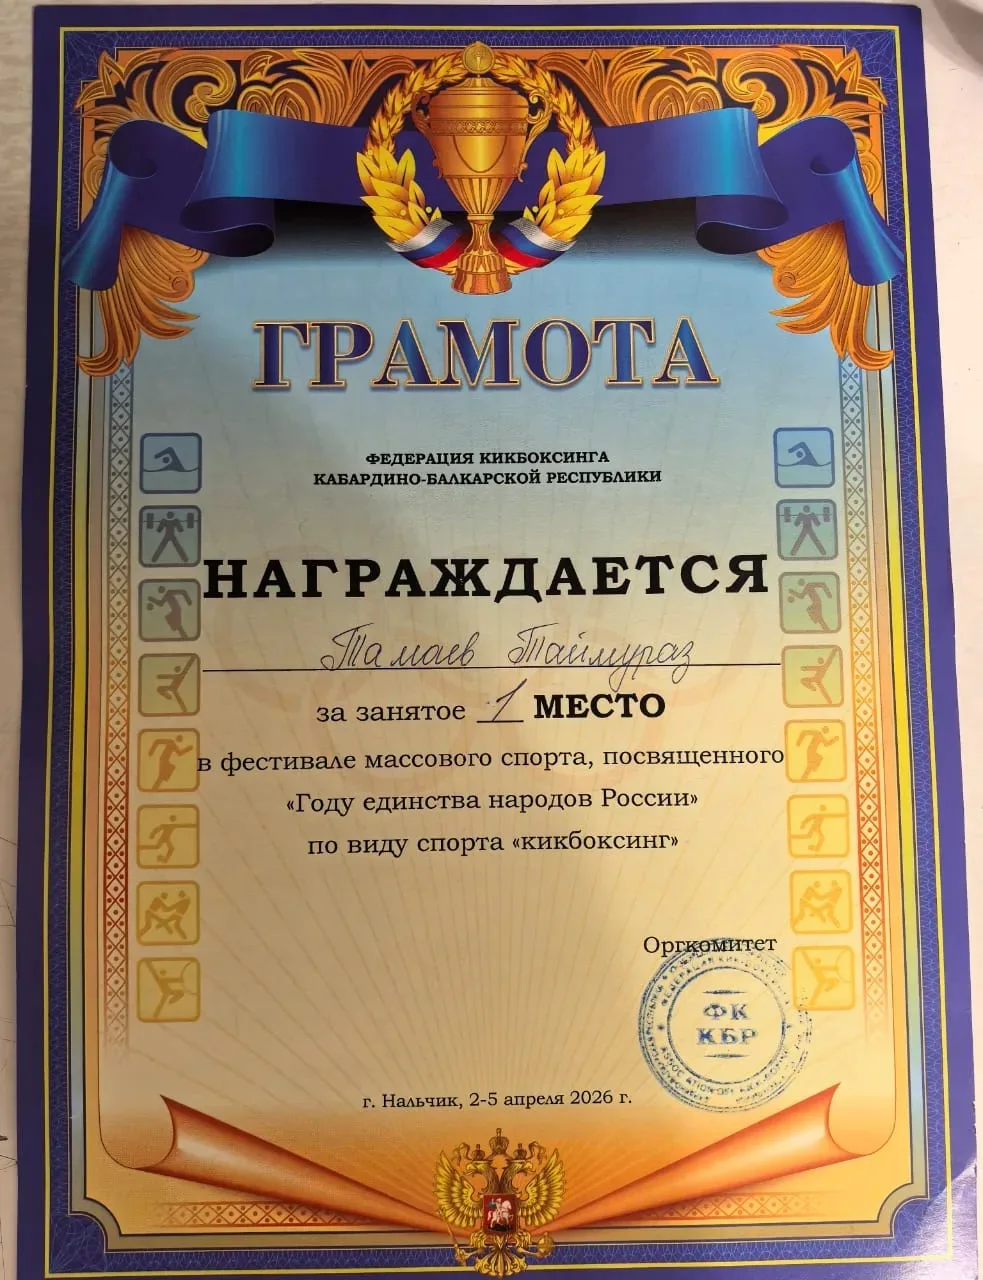 ГРАМОТА
ФЕДЕРАЦИЯ КИКБОКСИНГА
КАБАРДИНО-БАЛКАРСКОЙ РЕСПУБЛИКИ
НАГРАЖДАЕТСЯ
Тамаев Таймураз
за занятое 1 МЕСТО
в фестивале массового спорта, посвященного
«Году единства народов России»
по виду спорта «кикбоксинг»
Оргкомитет
ФК
КБР
г. Нальчик, 2-5 апреля 2026 г.